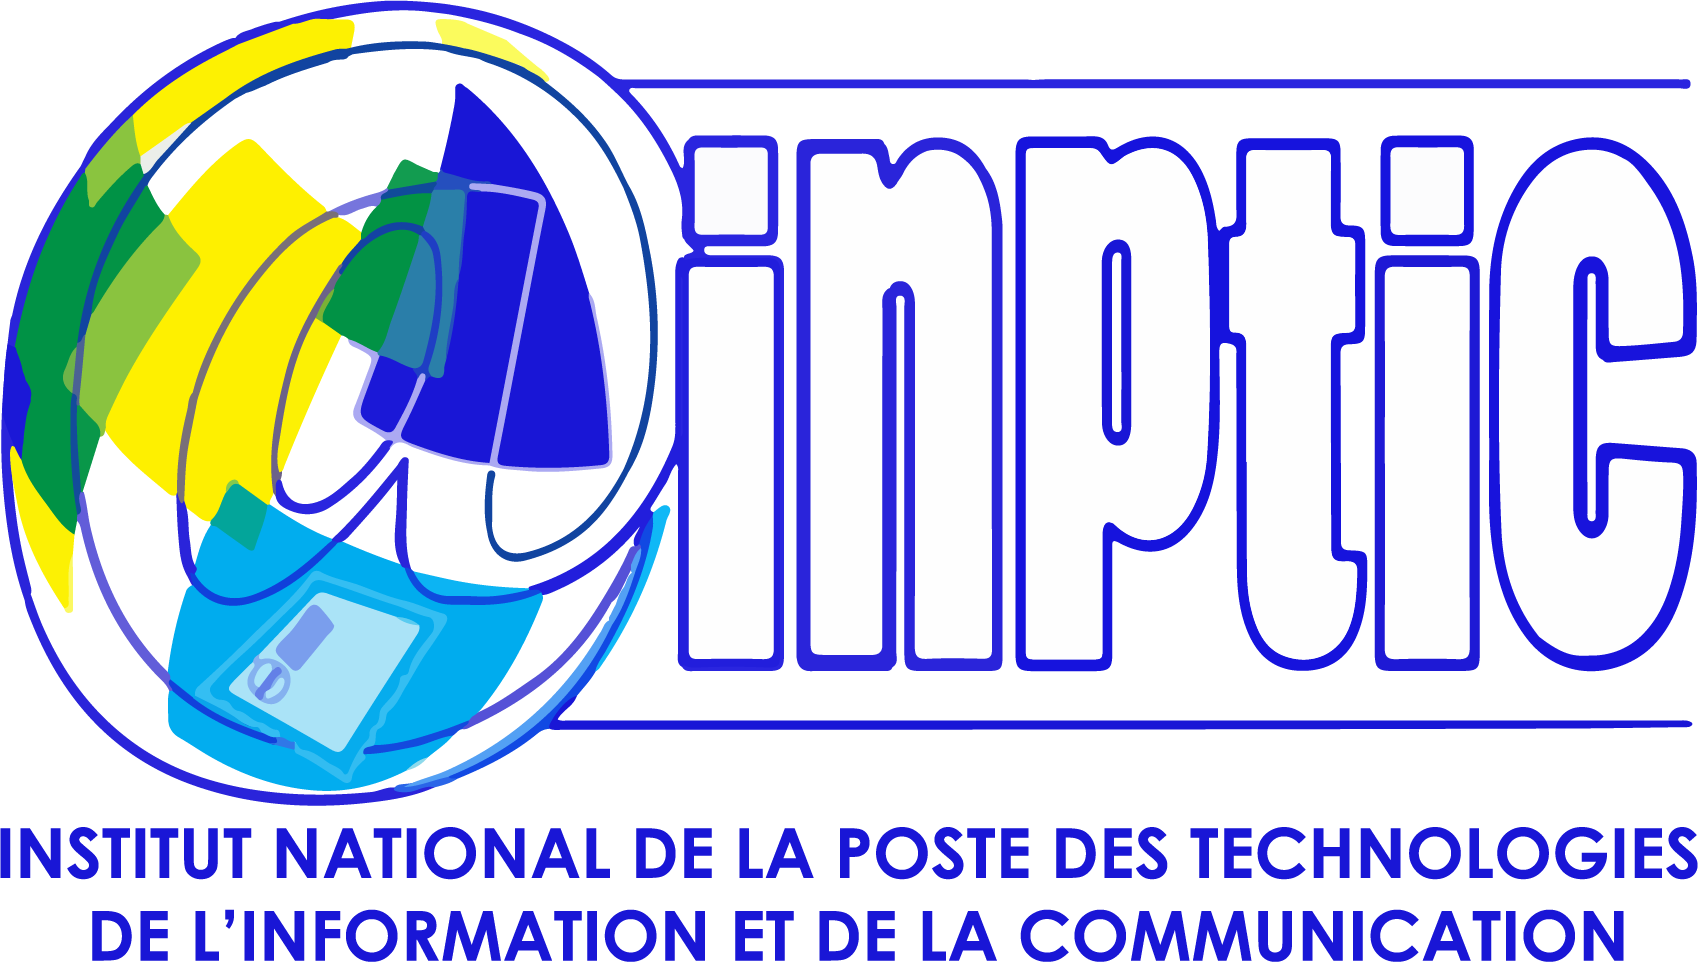 inptic
INSTITUT NATIONAL DE LA POSTE DES TECHNOLOGIES
DE L’INFORMATION ET DE LA COMMUNICATION